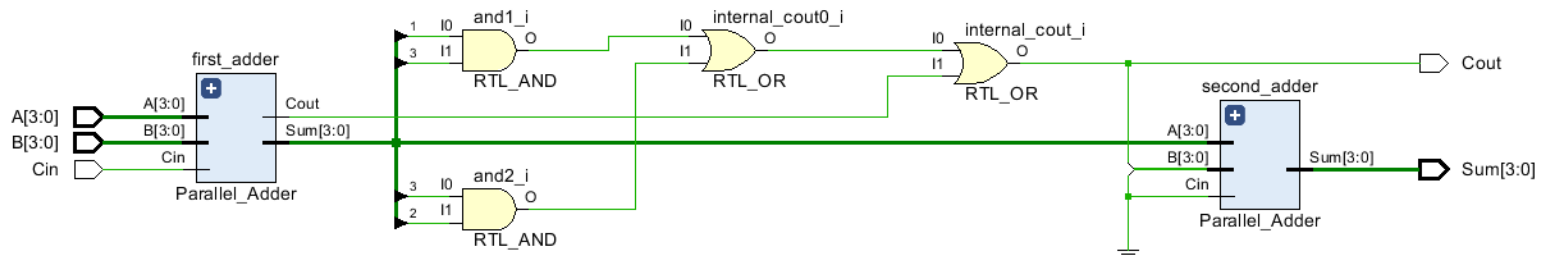 and1_i
internal_cout0_i
internal_cout_i
1 I0
O
I0
O
I0
O
3 I1
I1
I1
Cout
first_adder
RTL_AND
RTL_OR
RTL_OR
second_adder
A[3:0]
A[3:0]
Cout
B[3:0]
B[3:0]
Sum[3:0]
A[3:0]
Cin
Cin
B[3:0]
Sum[3:0]
Sum[3:0]
Parallel_Adder
and2_i
Cin
3 I0
O
2 I1
Parallel_Adder
RTL_AND